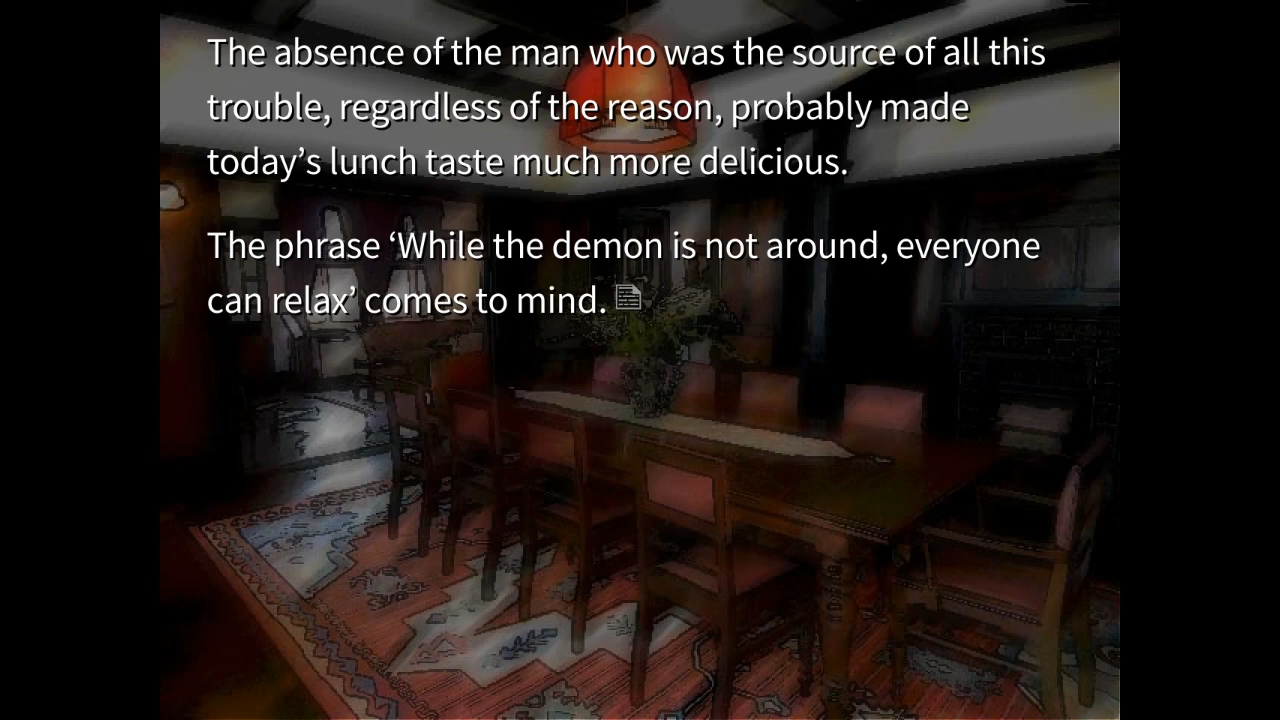 The absence of the man who was the source of all this
trouble, regardless of the reason, probably made
today’s lunch taste much more delicious.
The phrase ‘While the demon is not around, everyone
can relax’ comes to mind.